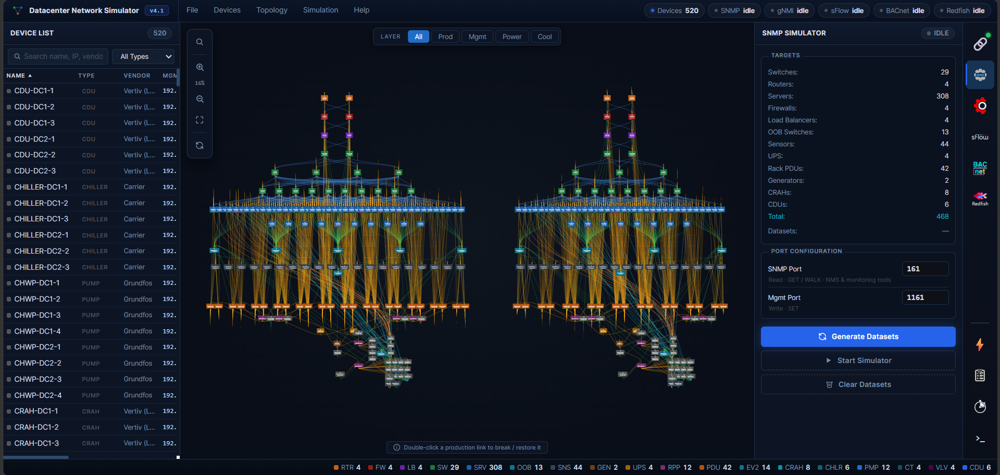 Datacenter Network Simulator v4.1
File Devices Topology Simulation Help
Devices 520 SNMP idle gNMI idle sFlow idle BACnet idle Redfish idle
DEVICE LIST 520
Search name, IP, vendo All Types
NAME TYPE VENDOR MGM
CDU-DC1-1 CDU Vertiv (L... 192.
CDU-DC1-2 CDU Vertiv (L... 192.
CDU-DC1-3 CDU Vertiv (L... 192.
CDU-DC2-1 CDU Vertiv (L... 192.
CDU-DC2-2 CDU Vertiv (L... 192.
CDU-DC2-3 CDU Vertiv (L... 192.
CHILLER-DC1-1 CHILLER Carrier 192.
CHILLER-DC1-2 CHILLER Carrier 192.
CHILLER-DC1-3 CHILLER Carrier 192.
CHILLER-DC2-1 CHILLER Carrier 192.
CHILLER-DC2-2 CHILLER Carrier 192.
CHILLER-DC2-3 CHILLER Carrier 192.
CHWP-DC1-1 PUMP Grundfos 192.
CHWP-DC1-2 PUMP Grundfos 192.
CHWP-DC1-3 PUMP Grundfos 192.
CHWP-DC1-4 PUMP Grundfos 192.
CHWP-DC2-1 PUMP Grundfos 192.
CHWP-DC2-2 PUMP Grundfos 192.
CHWP-DC2-3 PUMP Grundfos 192.
CHWP-DC2-4 PUMP Grundfos 192.
CRAH-DC1-1 CRAH Vertiv (L... 192.
CRAH-DC1-2 CRAH Vertiv (L... 192.
CRAH-DC1-3 CRAH Vertiv (L... 192.
16%
LAYER All Prod Mgmt Power Cool
Double-click a production link to break / restore it
SNMP SIMULATOR IDLE
TARGETS
Switches: 29
Routers: 4
Servers: 308
Firewalls: 4
Load Balancers: 4
OOB Switches: 13
Sensors: 44
UPS: 4
Rack PDUs: 42
Generators: 2
CRAHs: 8
CDUs: 6
Total: 468
Datasets: —
PORT CONFIGURATION
SNMP Port 161
Read · GET / WALK · NMS & monitoring tools
Mgmt Port 1161
Write · SET
Generate Datasets
Start Simulator
Clear Datasets
SNMP
sFlow
BAC
net
Redfish
RTR 4 FW 4 LB 4 SW 29 SRV 308 OOB 13 SNS 44 GEN 2 UPS 4 RPP 12 PDU 42 EV2 14 CRAH 8 CHLR 6 PMP 12 CT 4 VLV 4 CDU 6